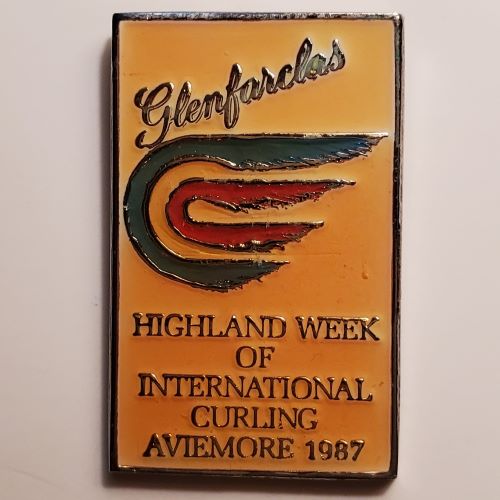 Glenfarclas
HIGHLAND WEEK
OF
INTERNATIONAL
CURLING
AVIEMORE 1987